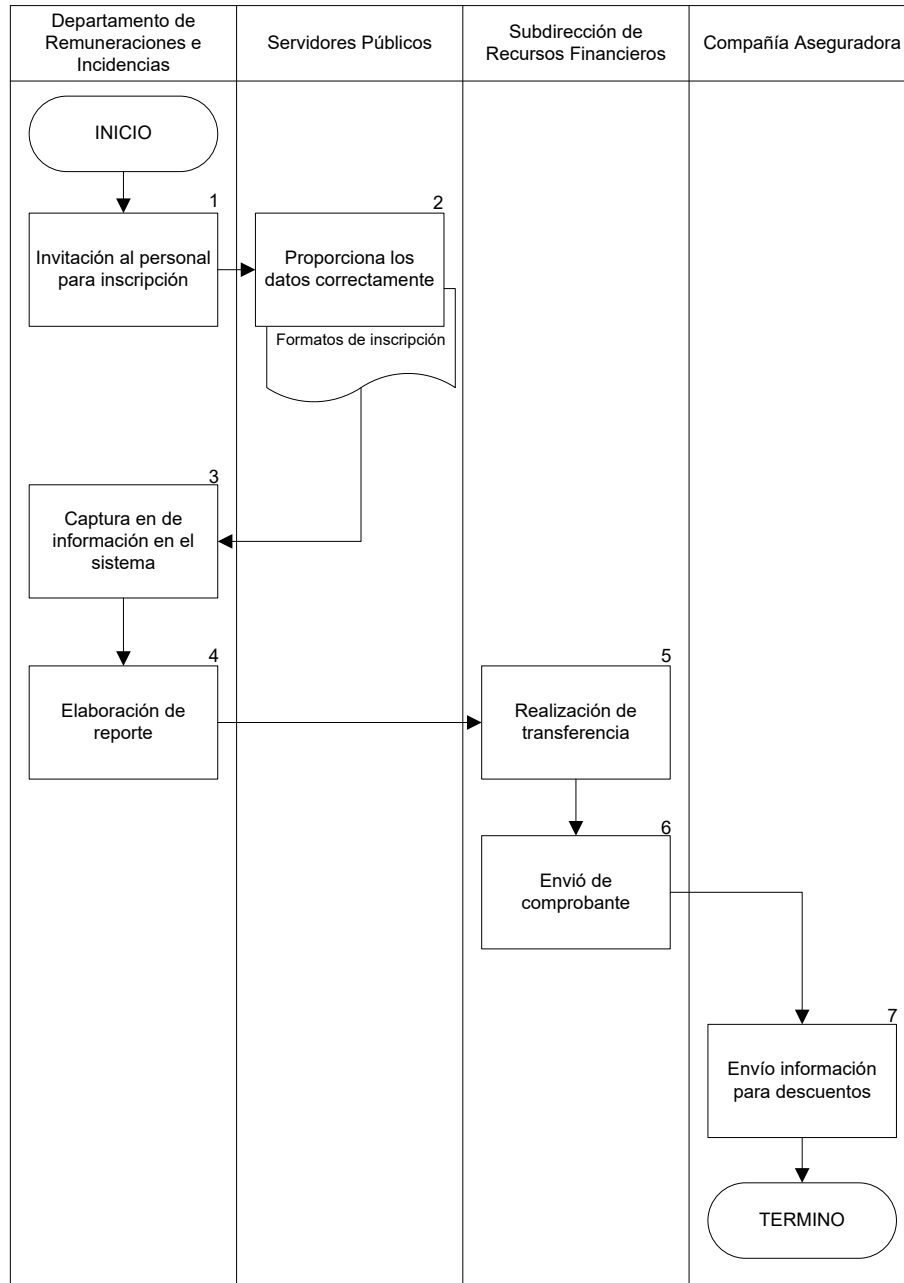 Departamento de
Remuneraciones e
Incidencias
Servidores Públicos
Subdirección de
Recursos Financieros
Compañía Aseguradora
INICIO
1
Invitación al personal
para inscripción
2
Proporciona los
datos correctamente
Formatos de inscripción
3
Captura en de
información en el
sistema
4
Elaboración de
reporte
5
Realización de
transferencia
6
Envió de
comprobante
7
Envío información
para descuentos
TERMINO